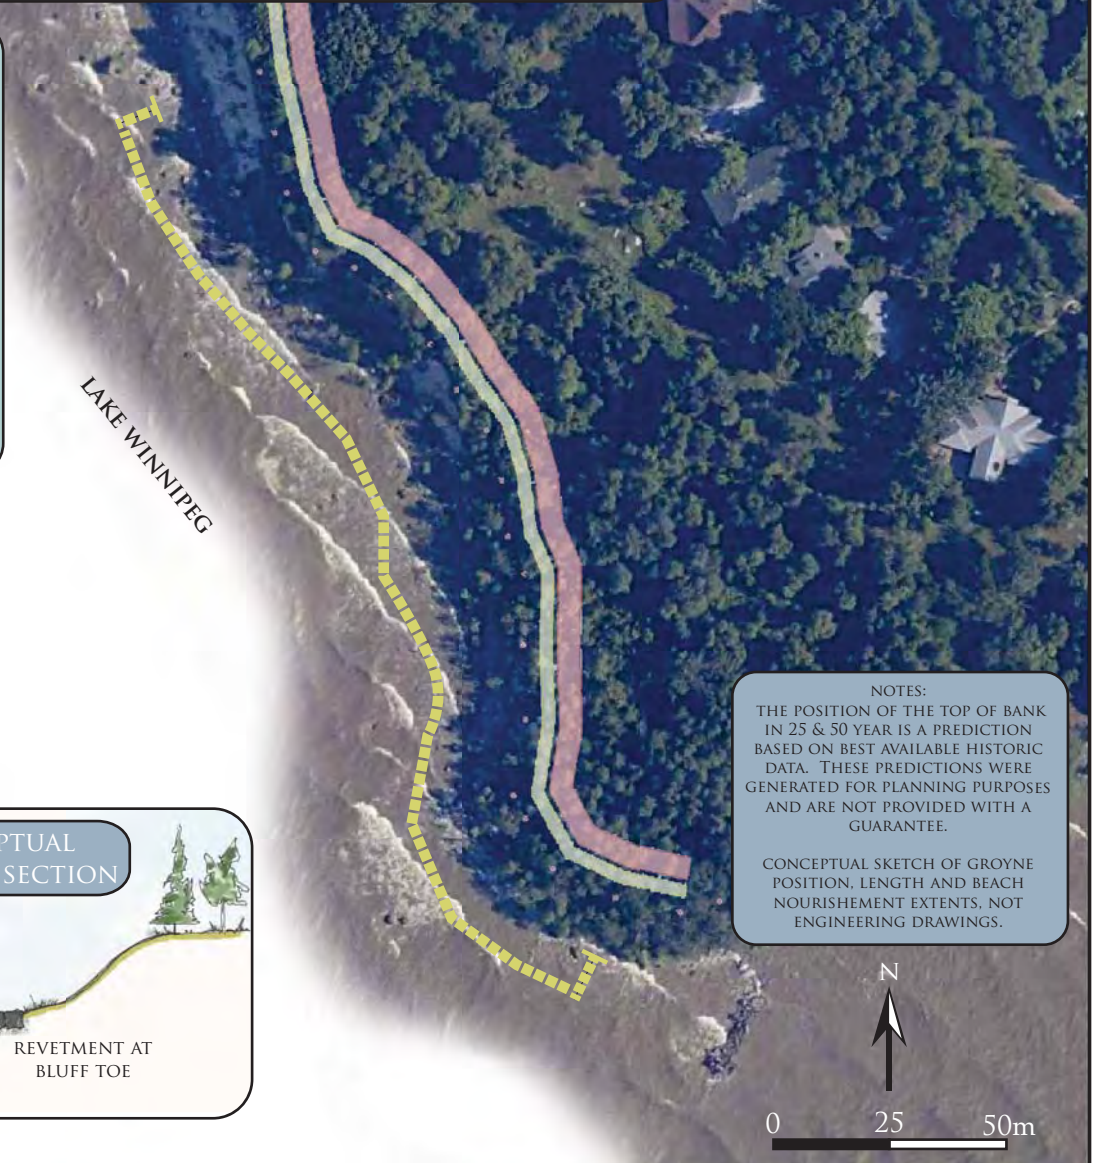 LAKE WINNIPEG
NOTES:
THE POSITION OF THE TOP OF BANK
IN 25 & 50 YEAR IS A PREDICTION
BASED ON BEST AVAILABLE HISTORIC
DATA. THESE PREDICTIONS WERE
GENERATED FOR PLANNING PURPOSES
AND ARE NOT PROVIDED WITH A
GUARANTEE.
CONCEPTUAL SKETCH OF GROYNE
POSITION, LENGTH AND BEACH
NOURISHEMENT EXTENTS, NOT
ENGINEERING DRAWINGS.
PTUAL
SECTION
REVETMENT AT
BLUFF TOE
N
0 25 50m